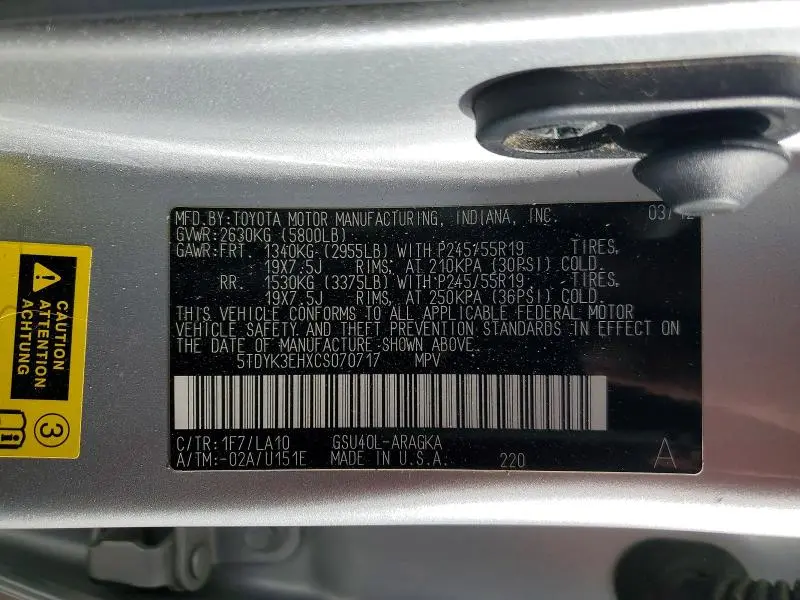 MFD.BY:TOYOTA MOTOR MANUFACTURING, INDIANA, INC. 03/12
GVWR:2630KG (5800LB)
GAWR:FRT. 1340KG (2955LB) WITH P245/55R19 TIRES,
19X7.5J RIMS, AT 210KPA (30PSI) COLD.
RR. 1530KG (3375LB) WITH P245/55R19 TIRES,
19X7.5J RIMS, AT 250KPA (36PSI) COLD.
THIS VEHICLE CONFORMS TO ALL APPLICABLE FEDERAL MOTOR
VEHICLE SAFETY, AND THEFT PREVENTION STANDARDS IN EFFECT ON
THE DATE OF MANUFACTURE SHOWN ABOVE.
5TDYK3EHXCS070717 MPV
C/TR:1F7/LA10 GSU40L-ARAGKA
A/TM:-02A/U151E MADE IN U.S.A. 220 A
CAUTION
ATTENTION
ACHTUNG
3